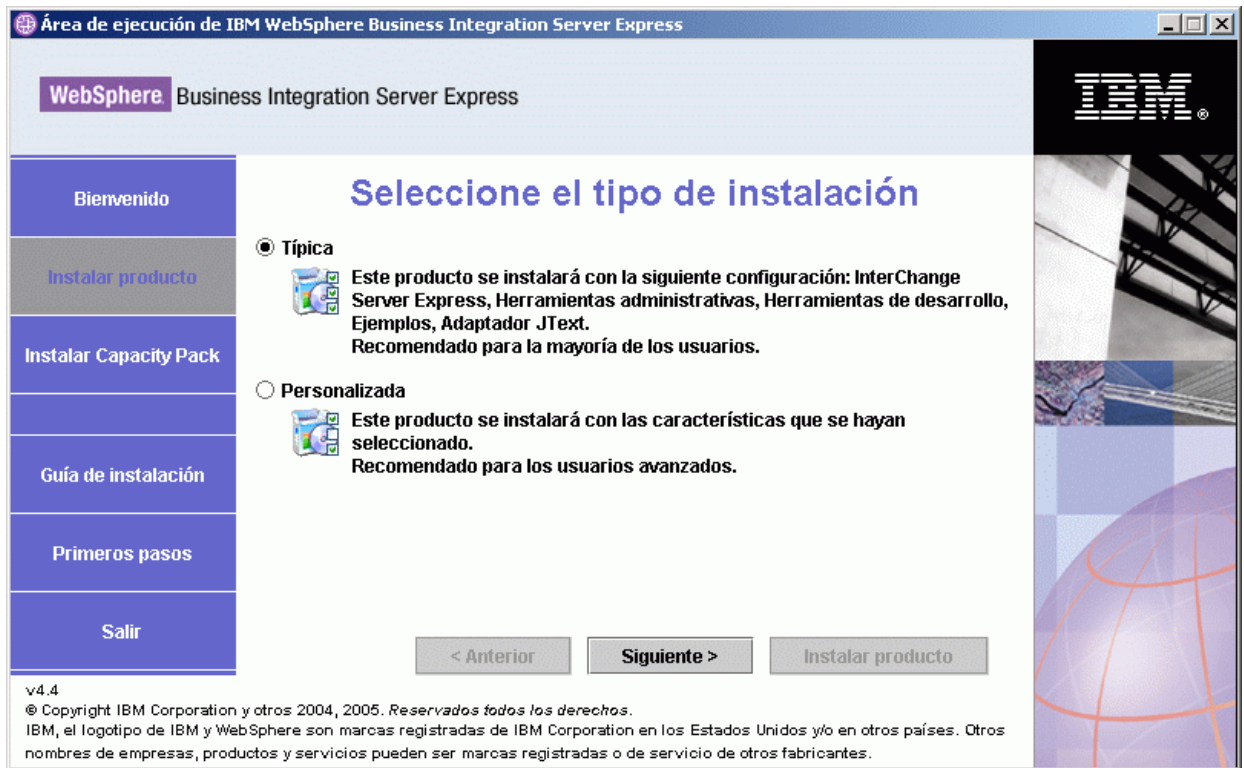 Área de ejecución de IBM WebSphere Business Integration Server Express
WebSphere. Business Integration Server Express
IBM®
Bienvenido
Instalar producto
Instalar Capacity Pack
Guía de instalación
Primeros pasos
Salir
Seleccione el tipo de instalación
Típica
Este producto se instalará con la siguiente configuración: InterChange
Server Express, Herramientas administrativas, Herramientas de desarrollo,
Ejemplos, Adaptador JText.
Recomendado para la mayoría de los usuarios.
Personalizada
Este producto se instalará con las características que se hayan
seleccionado.
Recomendado para los usuarios avanzados.
< Anterior
Siguiente >
Instalar producto
v4.4
© Copyright IBM Corporation y otros 2004, 2005. Reservados todos los derechos.
IBM, el logotipo de IBM y WebSphere son marcas registradas de IBM Corporation en los Estados Unidos y/o en otros países. Otros
nombres de empresas, productos y servicios pueden ser marcas registradas o de servicio de otros fabricantes.